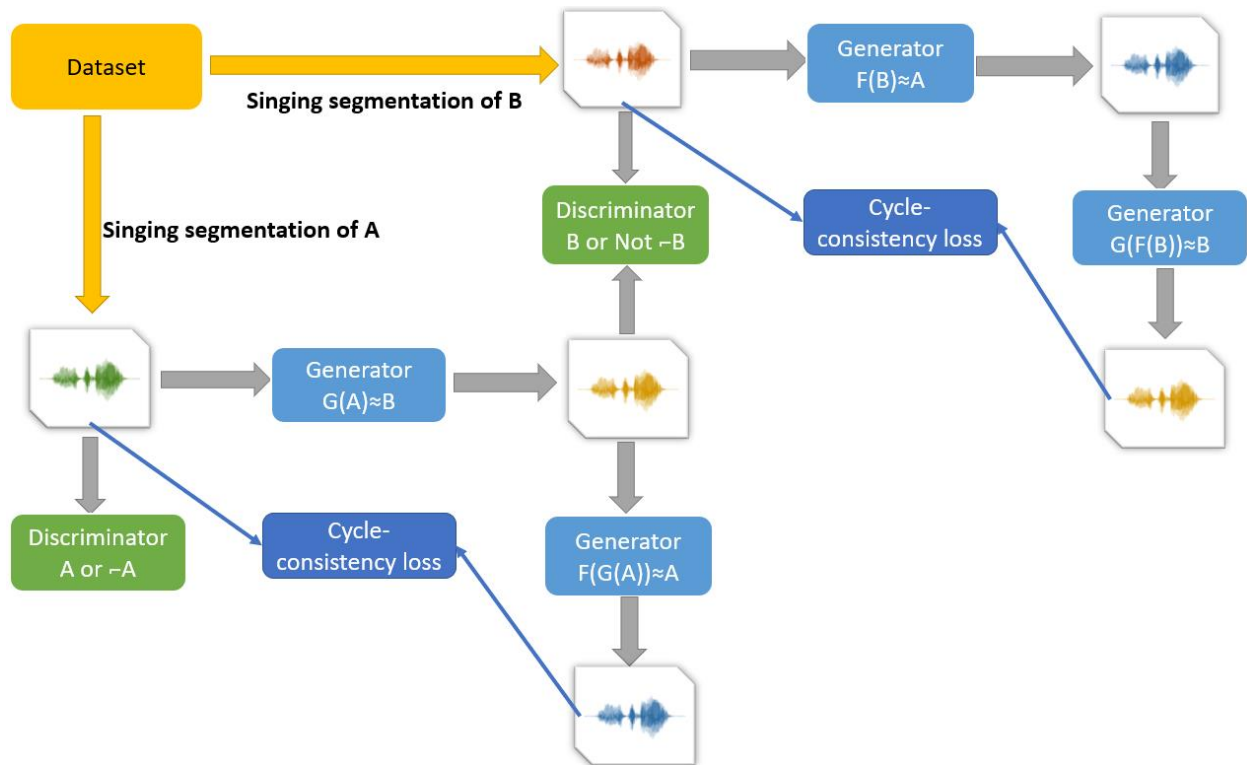 Dataset
Singing segmentation of B
Generator
F(B)≈A
Singing segmentation of A
Discriminator
B or Not ⌐B
Cycle-
consistency loss
Generator
G(F(B))≈B
Generator
G(A)≈B
Discriminator
A or ⌐A
Cycle-
consistency loss
Generator
F(G(A))≈A